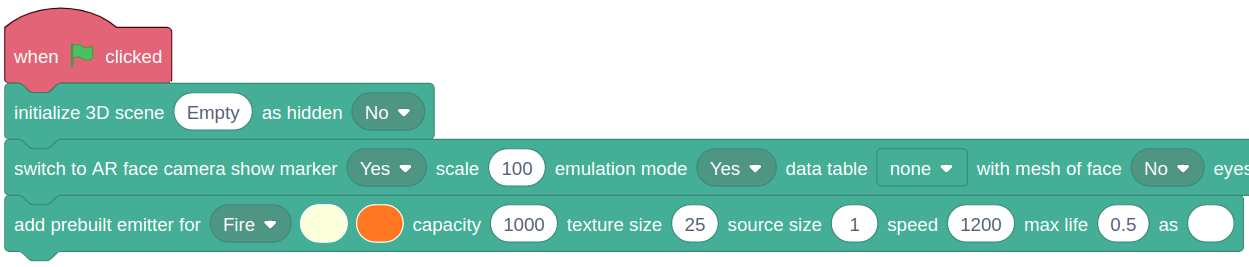 when clicked
initialize 3D scene Empty as hidden No
switch to AR face camera show marker Yes scale 100 emulation mode Yes data table none with mesh of face No eyes
add prebuilt emitter for Fire capacity 1000 texture size 25 source size 1 speed 1200 max life 0.5 as